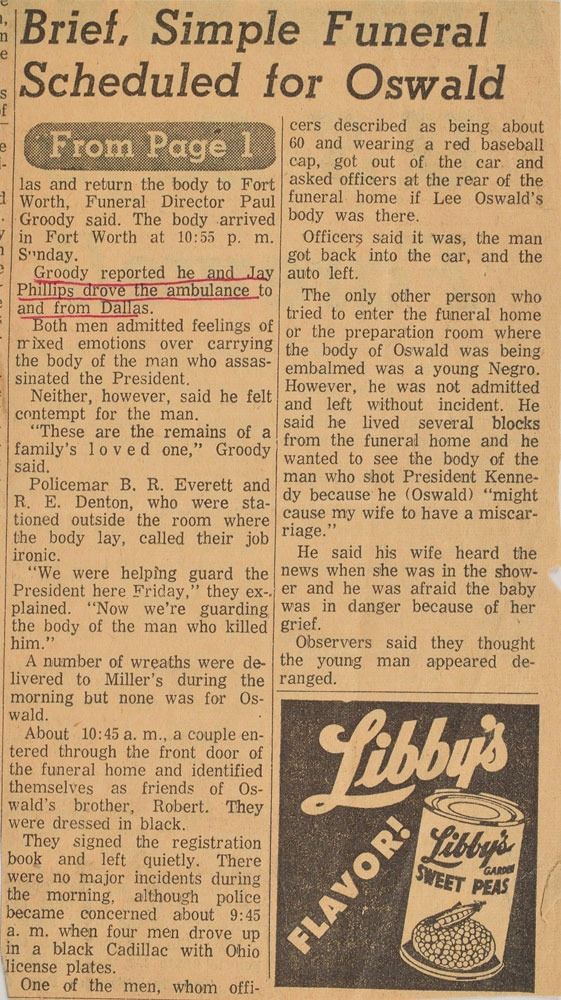 Brief, Simple Funeral
Scheduled for Oswald
From Page 1
las and return the body to Fort
Worth, Funeral Director Paul
Groody said. The body arrived
in Fort Worth at 10:55 p. m.
Sunday.
Groody reported he and Jay
Phillips drove the ambulance to
and from Dallas.
Both men admitted feelings of
mixed emotions over carrying
the body of the man who assas-
sinated the President.
Neither, however, said he felt
contempt for the man.
"These are the remains of a
family's loved one," Groody
said.
Policemar B. R. Everett and
R. E. Denton, who were sta-
tioned outside the room where
the body lay, called their job
ironic.
"We were helping guard the
President here Friday," they ex-
plained. "Now we're guarding
the body of the man who killed
him."
A number of wreaths were de-
livered to Miller's during the
morning but none was for Os-
wald.
About 10:45 a. m., a couple en-
tered through the front door of
the funeral home and identified
themselves as friends of Os-
wald's brother, Robert. They
were dressed in black.
They signed the registration
book and left quietly. There
were no major incidents during
the morning, although police
became concerned about 9:45
a. m. when four men drove up
in a black Cadillac with Ohio
license plates.
One of the men, whom offi-
cers described as being about
60 and wearing a red baseball
cap, got out of the car and
asked officers at the rear of the
funeral home if Lee Oswald's
body was there.
Officers said it was, the man
got back into the car, and the
auto left.
The only other person who
tried to enter the funeral home
or the preparation room where
the body of Oswald was being
embalmed was a young Negro.
However, he was not admitted
and left without incident. He
said he lived several blocks
from the funeral home and he
wanted to see the body of the
man who shot President Kenne-
dy because he (Oswald) "might
cause my wife to have a miscar-
riage."
He said his wife heard the
news when she was in the show-
er and he was afraid the baby
was in danger because of her
grief.
Observers said they thought
the young man appeared de-
ranged.
Libby's
FLAVOR!
Libby's
GARDEN
SWEET PEAS